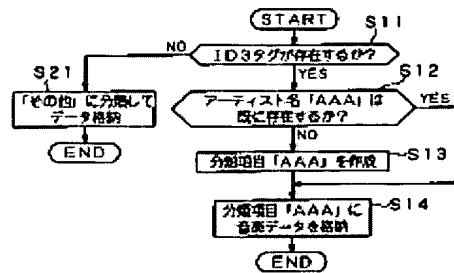 START
S11
ID3タグが存在するか?
NO
YES
S21
「その他」に分類して
データ格納
END
S12
アーティスト名「AAA」は
既に存在するか?
YES
NO
分類項目「AAA」を作成
S13
分類項目「AAA」に
音楽データを格納
S14
END